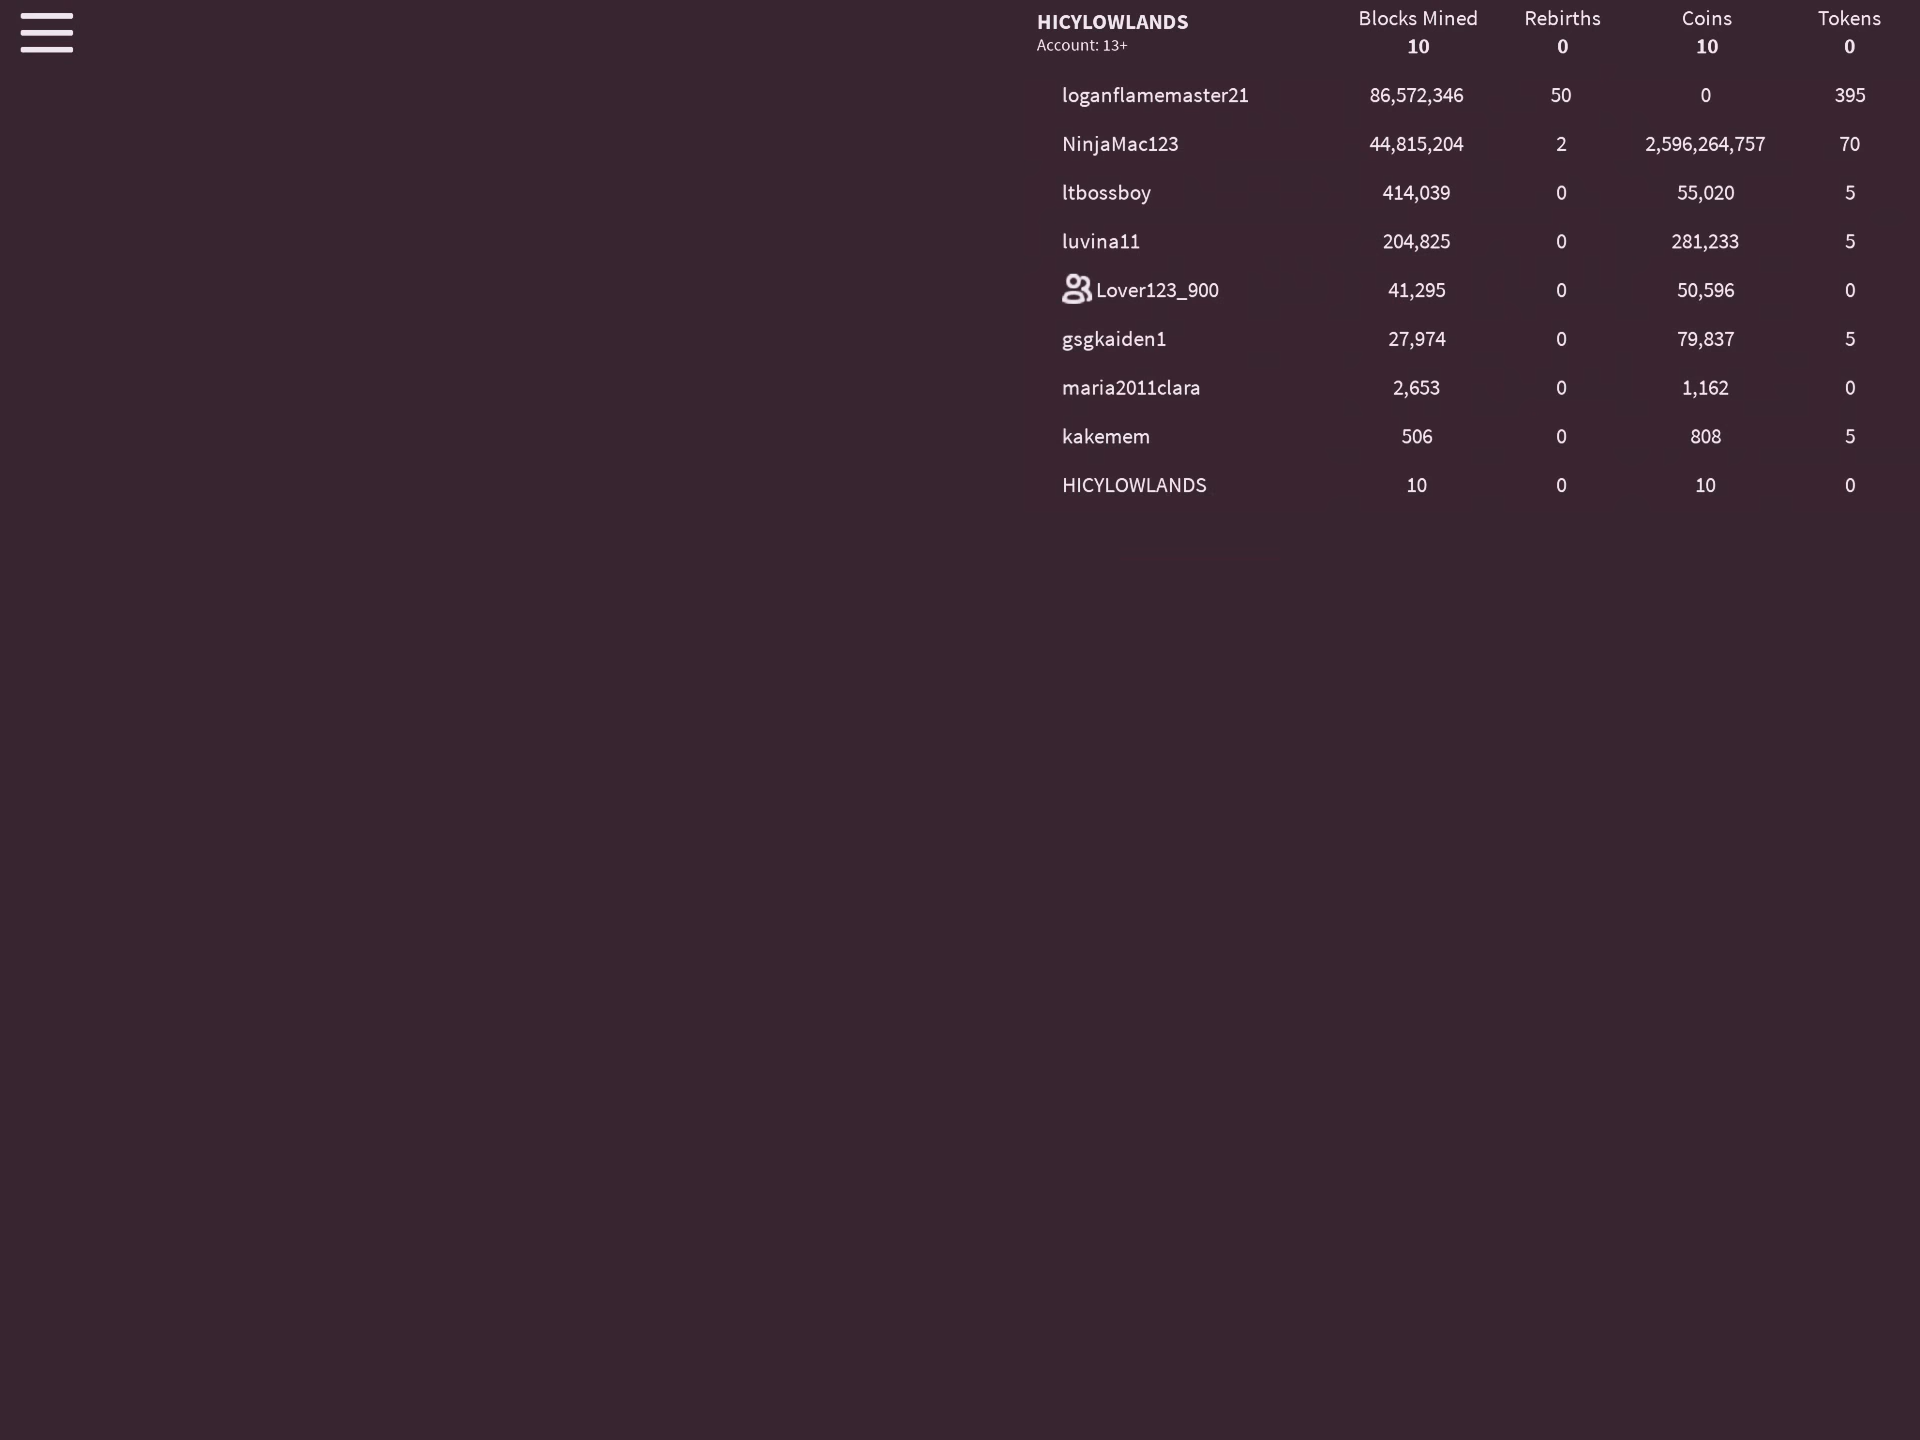 HICYLOWLANDS Blocks Mined Rebirths Coins Tokens
Account: 13+ 10 0 10 0
loganflamemaster21 86,572,346 50 0 395
NinjaMac123 44,815,204 2 2,596,264,757 70
ltbossboy 414,039 0 55,020 5
luvina11 204,825 0 281,233 5
Lover123_900 41,295 0 50,596 0
gsgkaiden1 27,974 0 79,837 5
maria2011clara 2,653 0 1,162 0
kakemem 506 0 808 5
HICYLOWLANDS 10 0 10 0